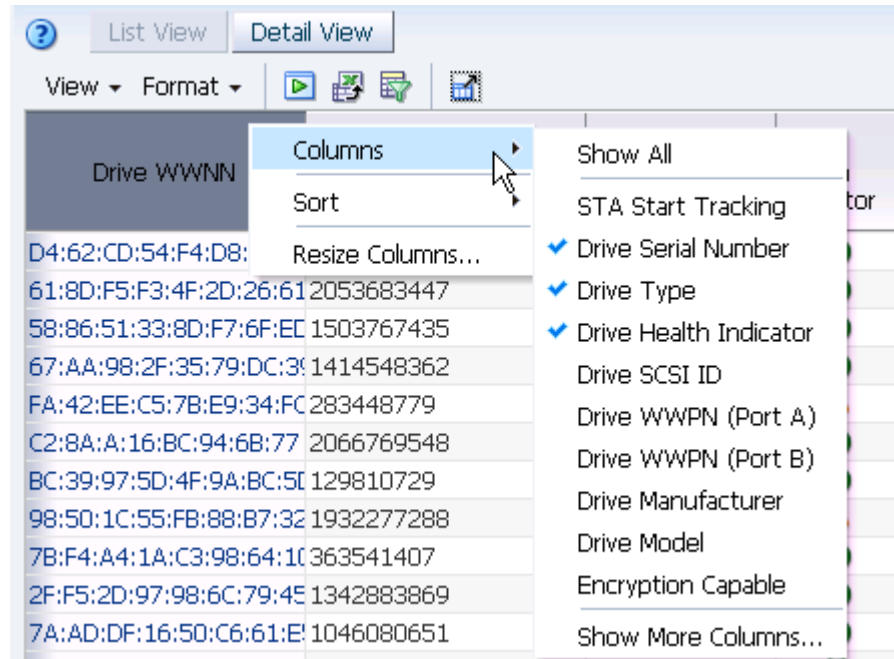 List View Detail View
View Format
Drive WWNN
Columns
Sort
Resize Columns...
Show All
STA Start Tracking
Drive Serial Number
Drive Type
Drive Health Indicator
Drive SCSI ID
Drive WWPN (Port A)
Drive WWPN (Port B)
Drive Manufacturer
Drive Model
Encryption Capable
Show More Columns...
tor
D4:62:CD:54:F4:D8:
61:8D:F5:F3:4F:2D:26:61 2053683447
58:86:51:33:8D:F7:6F:ED 1503767435
67:AA:98:2F:35:79:DC:39 1414548362
FA:42:EE:C5:7B:E9:34:FC 283448779
C2:8A:A:16:BC:94:6B:77 2066769548
BC:39:97:5D:4F:9A:BC:5D 129810729
98:50:1C:55:FB:88:B7:32 1932277288
7B:F4:A4:1A:C3:98:64:10 363541407
2F:F5:2D:97:98:6C:79:45 1342883869
7A:AD:DF:16:50:C6:61:E 1046080651